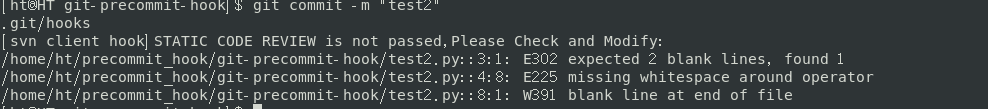 [ht@HT git-precommit-hook]$ git commit -m "test2"
.git/hooks
[svn client hook] STATIC CODE REVIEW is not passed,Please Check and Modify:
/home/ht/precommit_hook/git-precommit-hook/test2.py::3:1: E302 expected 2 blank lines, found 1
/home/ht/precommit_hook/git-precommit-hook/test2.py::4:8: E225 missing whitespace around operator
/home/ht/precommit_hook/git-precommit-hook/test2.py::8:1: W391 blank line at end of file